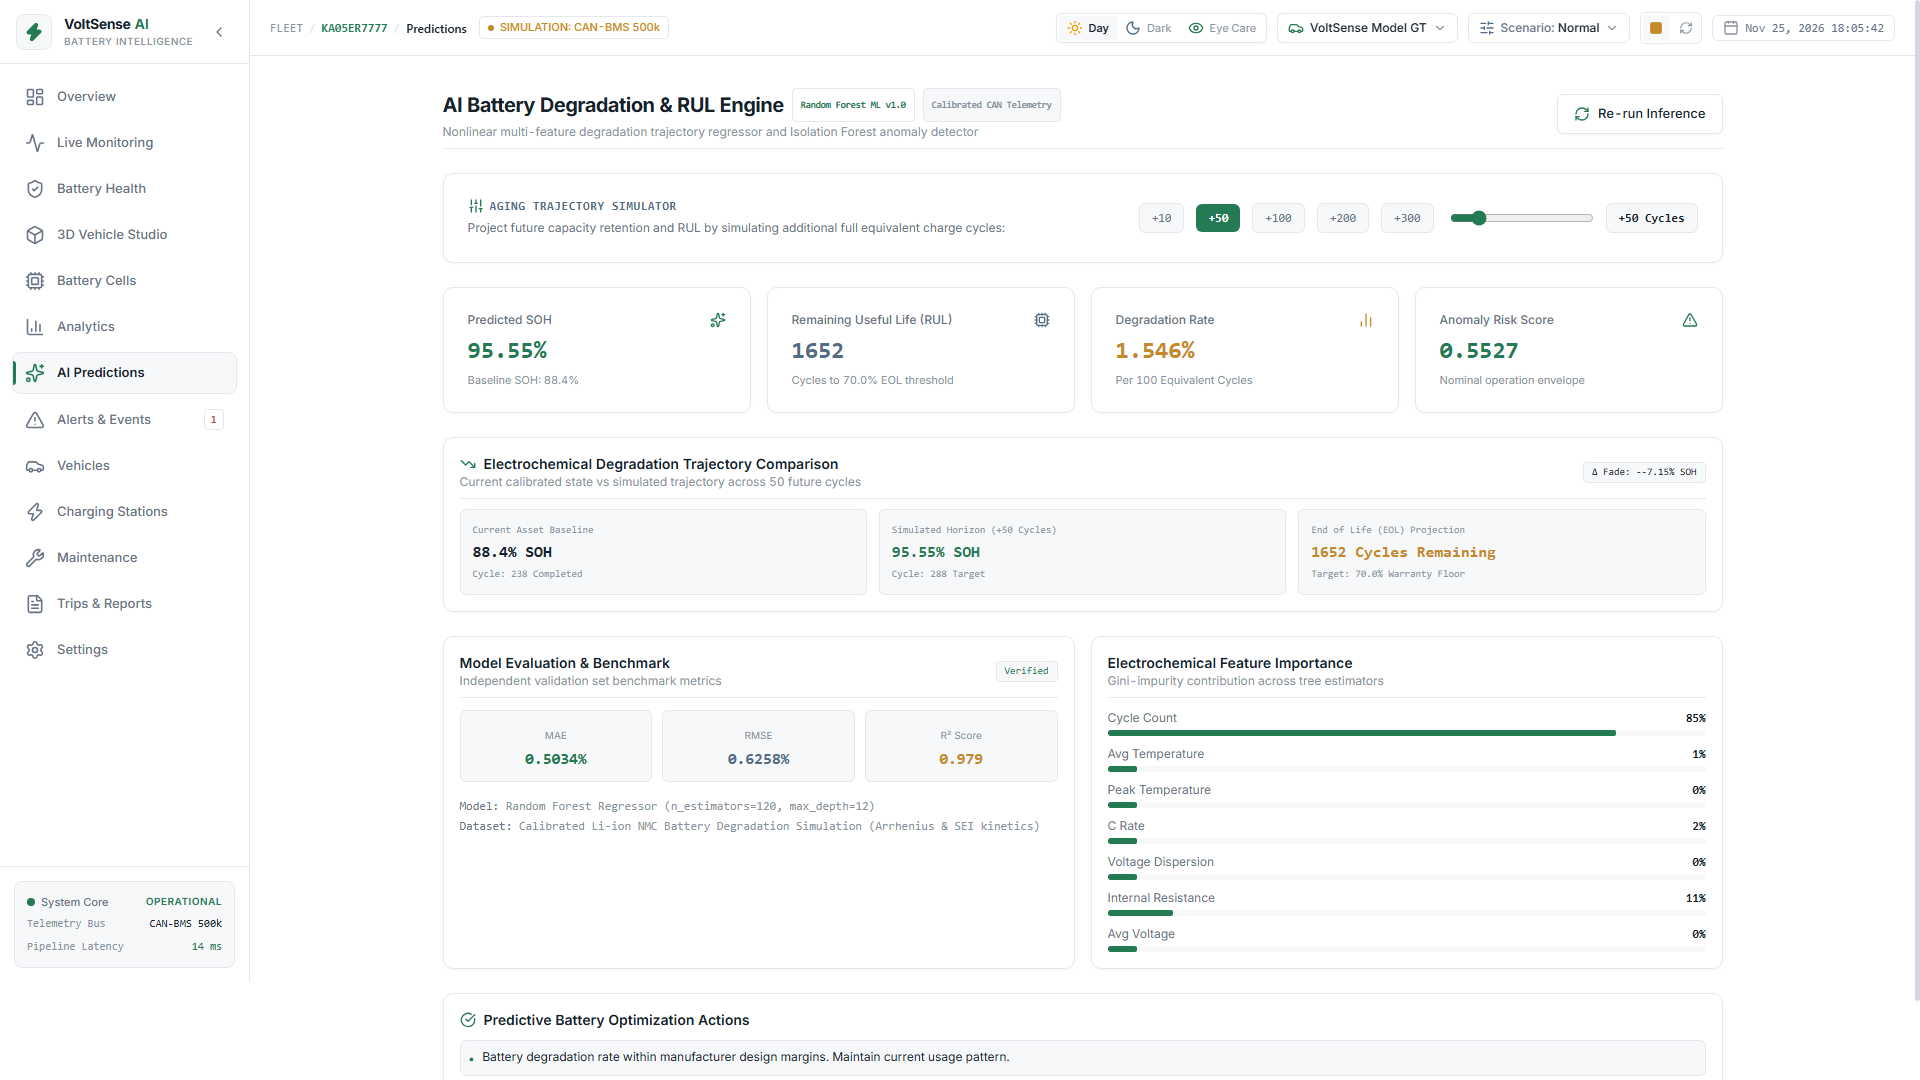 VoltSense AI
BATTERY INTELLIGENCE
Overview
Live Monitoring
Battery Health
3D Vehicle Studio
Battery Cells
Analytics
AI Predictions
Alerts & Events 1
Vehicles
Charging Stations
Maintenance
Trips & Reports
Settings
System Core OPERATIONAL
Telemetry Bus CAN-BMS 500k
Pipeline Latency 14 ms
FLEET / KA05ER7777 / Predictions SIMULATION: CAN-BMS 500k
Day Dark Eye Care VoltSense Model GT Scenario: Normal Nov 25, 2026 18:05:42
AI Battery Degradation & RUL Engine Random Forest ML v1.0 Calibrated CAN Telemetry
Nonlinear multi-feature degradation trajectory regressor and Isolation Forest anomaly detector
Re-run Inference
AGING TRAJECTORY SIMULATOR
Project future capacity retention and RUL by simulating additional full equivalent charge cycles:
+10 +50 +100 +200 +300 +50 Cycles
Predicted SOH
95.55%
Baseline SOH: 88.4%
Remaining Useful Life (RUL)
1652
Cycles to 70.0% EOL threshold
Degradation Rate
1.546%
Per 100 Equivalent Cycles
Anomaly Risk Score
0.5527
Nominal operation envelope
Electrochemical Degradation Trajectory Comparison
Current calibrated state vs simulated trajectory across 50 future cycles
Δ Fade: --7.15% SOH
Current Asset Baseline
88.4% SOH
Cycle: 238 Completed
Simulated Horizon (+50 Cycles)
95.55% SOH
Cycle: 288 Target
End of Life (EOL) Projection
1652 Cycles Remaining
Target: 70.0% Warranty Floor
Model Evaluation & Benchmark
Independent validation set benchmark metrics
Verified
MAE
0.5034%
RMSE
0.6258%
R² Score
0.979
Model: Random Forest Regressor (n_estimators=120, max_depth=12)
Dataset: Calibrated Li-ion NMC Battery Degradation Simulation (Arrhenius & SEI kinetics)
Electrochemical Feature Importance
Gini-impurity contribution across tree estimators
Cycle Count 85%
Avg Temperature 1%
Peak Temperature 0%
C Rate 2%
Voltage Dispersion 0%
Internal Resistance 11%
Avg Voltage 0%
Predictive Battery Optimization Actions
• Battery degradation rate within manufacturer design margins. Maintain current usage pattern.